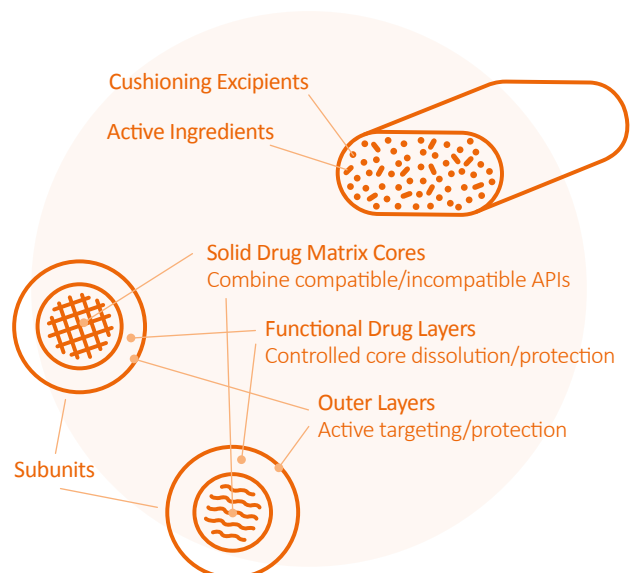 Cushioning Excipients
Active Ingredients
Solid Drug Matrix Cores
Combine compatible/incompatible APIs
Functional Drug Layers
Controlled core dissolution/protection
Outer Layers
Active targeting/protection
Subunits